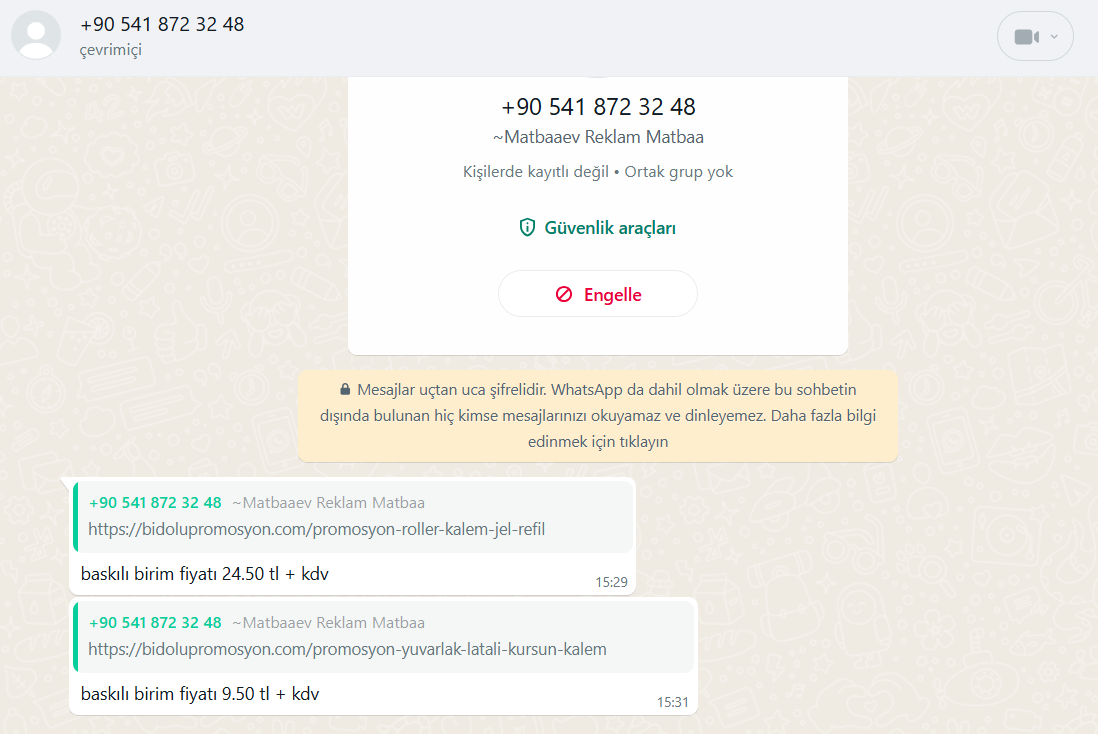 +90 541 872 32 48
çevrimiçi
+90 541 872 32 48
~Matbaaev Reklam Matbaa
Kişilerde kayıtlı değil • Ortak grup yok
Güvenlik araçları
Engelle
Mesajlar uçtan uca şifrelidir. WhatsApp da dahil olmak üzere bu sohbetin
dışında bulunan hiç kimse mesajlarınızı okuyamaz ve dinleyemez. Daha fazla bilgi
edinmek için tıklayın
+90 541 872 32 48 ~Matbaaev Reklam Matbaa
https://bidolupromosyon.com/promosyon-roller-kalem-jel-refil
baskılı birim fiyatı 24.50 tl + kdv
15:29
+90 541 872 32 48 ~Matbaaev Reklam Matbaa
https://bidolupromosyon.com/promosyon-yuvarlak-latali-kursun-kalem
baskılı birim fiyatı 9.50 tl + kdv
15:31